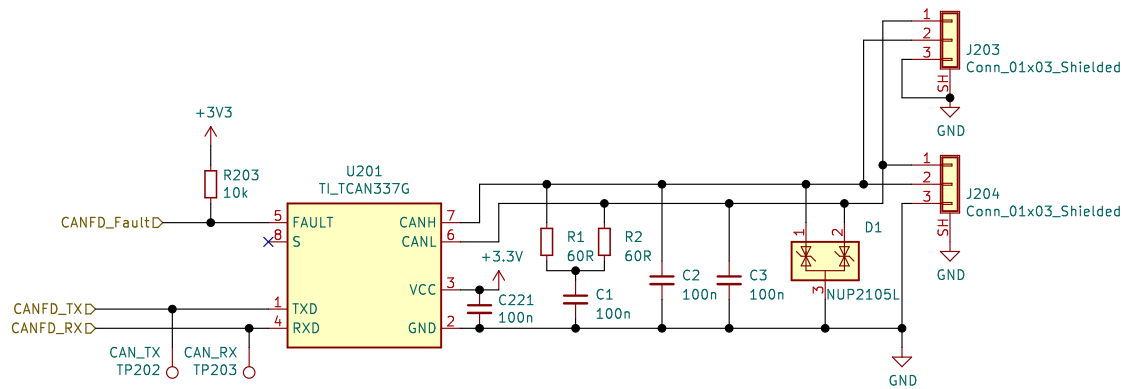 1
2
3
SH
J203
Conn_01x03_Shielded
GND
+3V3
R203
10k
U201
TI_TCAN337G
1
2
3
SH
J204
Conn_01x03_Shielded
GND
CANFD_Fault
5
FAULT
8
S
CANH
7
CANL
6
+3.3V
VCC
3
C221
100n
R1
60R
R2
60R
C1
100n
C2
100n
C3
100n
1
2
D1
3
NUP2105L
CANFD_TX
1
TXD
CANFD_RX
4
RXD
GND
2
CAN_TX
TP202
CAN_RX
TP203
GND